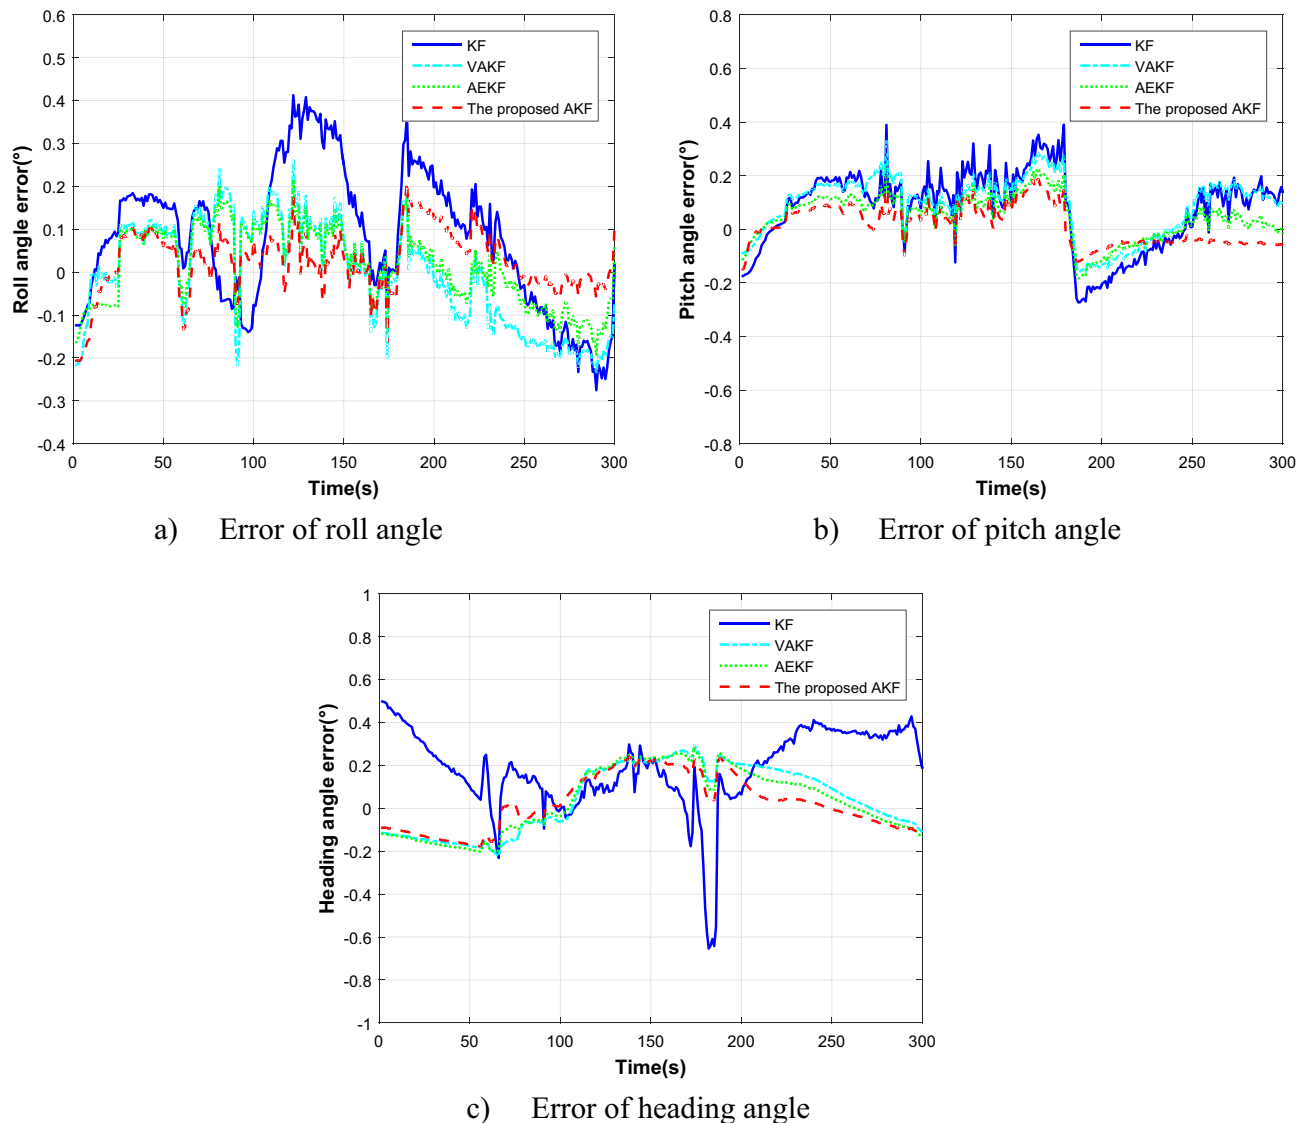 0.6
0.5
0.4
0.3
0.2
0.1
0
-0.1
-0.2
-0.3
-0.4
Roll angle error(°)
KF
VAKF
AEKF
The proposed AKF
0 50 100 150 200 250 300
Time(s)
a) Error of roll angle
0.8
0.6
0.4
0.2
0
-0.2
-0.4
-0.6
-0.8
Pitch angle error(°)
KF
VAKF
AEKF
The proposed AKF
0 50 100 150 200 250 300
Time(s)
b) Error of pitch angle
1
0.8
0.6
0.4
0.2
0
-0.2
-0.4
-0.6
-0.8
-1
Heading angle error(°)
KF
VAKF
AEKF
The proposed AKF
0 50 100 150 200 250 300
Time(s)
c) Error of heading angle